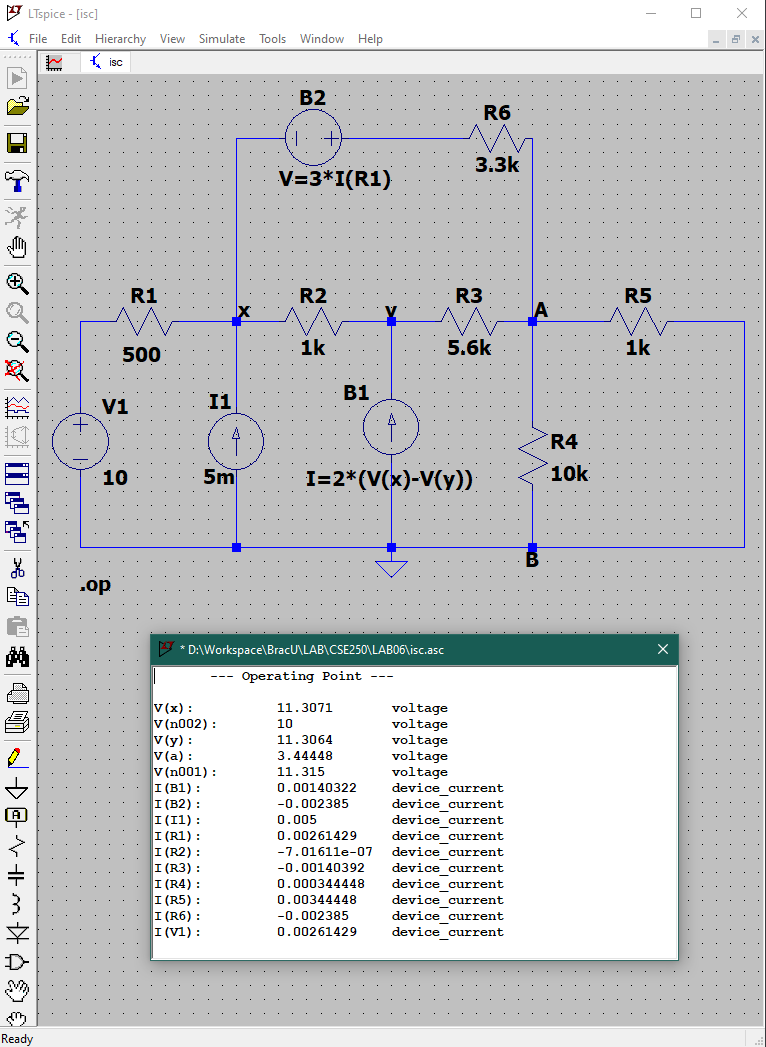 LTspice - [isc]
File Edit Hierarchy View Simulate Tools Window Help
isc
B2
R6
V=3*I(R1)
3.3k
R1
x
R2
y
R3
A
R5
500
1k
5.6k
1k
V1
I1
B1
R4
10
5m
I=2*(V(x)-V(y))
10k
B
.op
* D:\Workspace\BracU\LAB\CSE250\LAB06\isc.asc
--- Operating Point ---
V(x): 11.3071 voltage
V(n002): 10 voltage
V(y): 11.3064 voltage
V(a): 3.44448 voltage
V(n001): 11.315 voltage
I(B1): 0.00140322 device_current
I(B2): -0.002385 device_current
I(I1): 0.005 device_current
I(R1): 0.00261429 device_current
I(R2): -7.01611e-07 device_current
I(R3): -0.00140392 device_current
I(R4): 0.000344448 device_current
I(R5): 0.00344448 device_current
I(R6): -0.002385 device_current
I(V1): 0.00261429 device_current
Ready